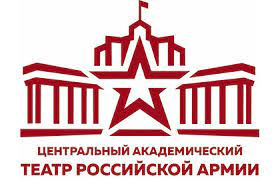 ЦЕНТРАЛЬНЫЙ АКАДЕМИЧЕСКИЙ
ТЕАТР РОССИЙСКОЙ АРМИИ